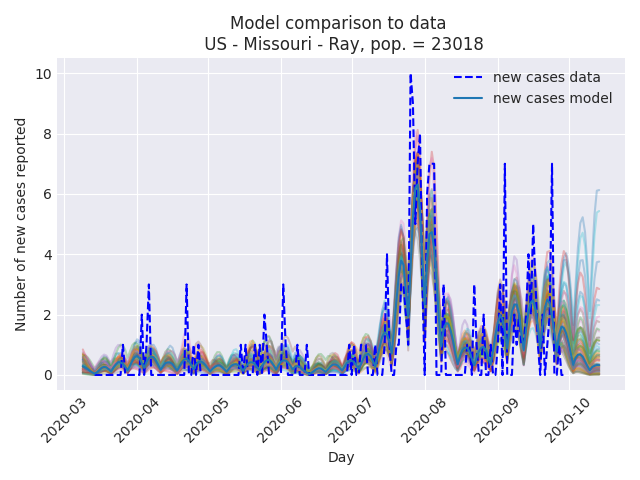 Model comparison to data
US - Missouri - Ray, pop. = 23018
new cases data
new cases model
Number of new cases reported
10
8
6
4
2
0
2020-03
2020-04
2020-05
2020-06
2020-07
2020-08
2020-09
2020-10
Day